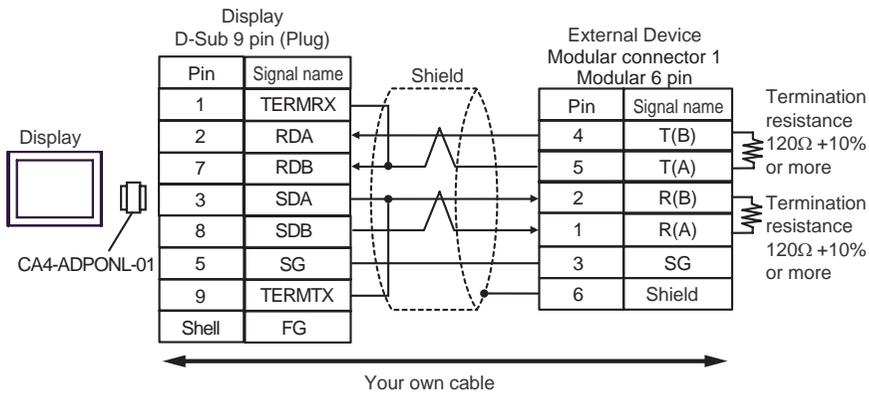 Display
D-Sub 9 pin (Plug)
External Device
Modular connector 1
Modular 6 pin
Pin Signal name
Shield
1 TERMRX
2 RDA
7 RDB
3 SDA
8 SDB
5 SG
9 TERMTX
Shell FG
Pin Signal name
4 T(B)
5 T(A)
2 R(B)
1 R(A)
3 SG
6 Shield
Termination
resistance
120Ω +10%
or more
Termination
resistance
120Ω +10%
or more
Display
CA4-ADPONL-01
Your own cable